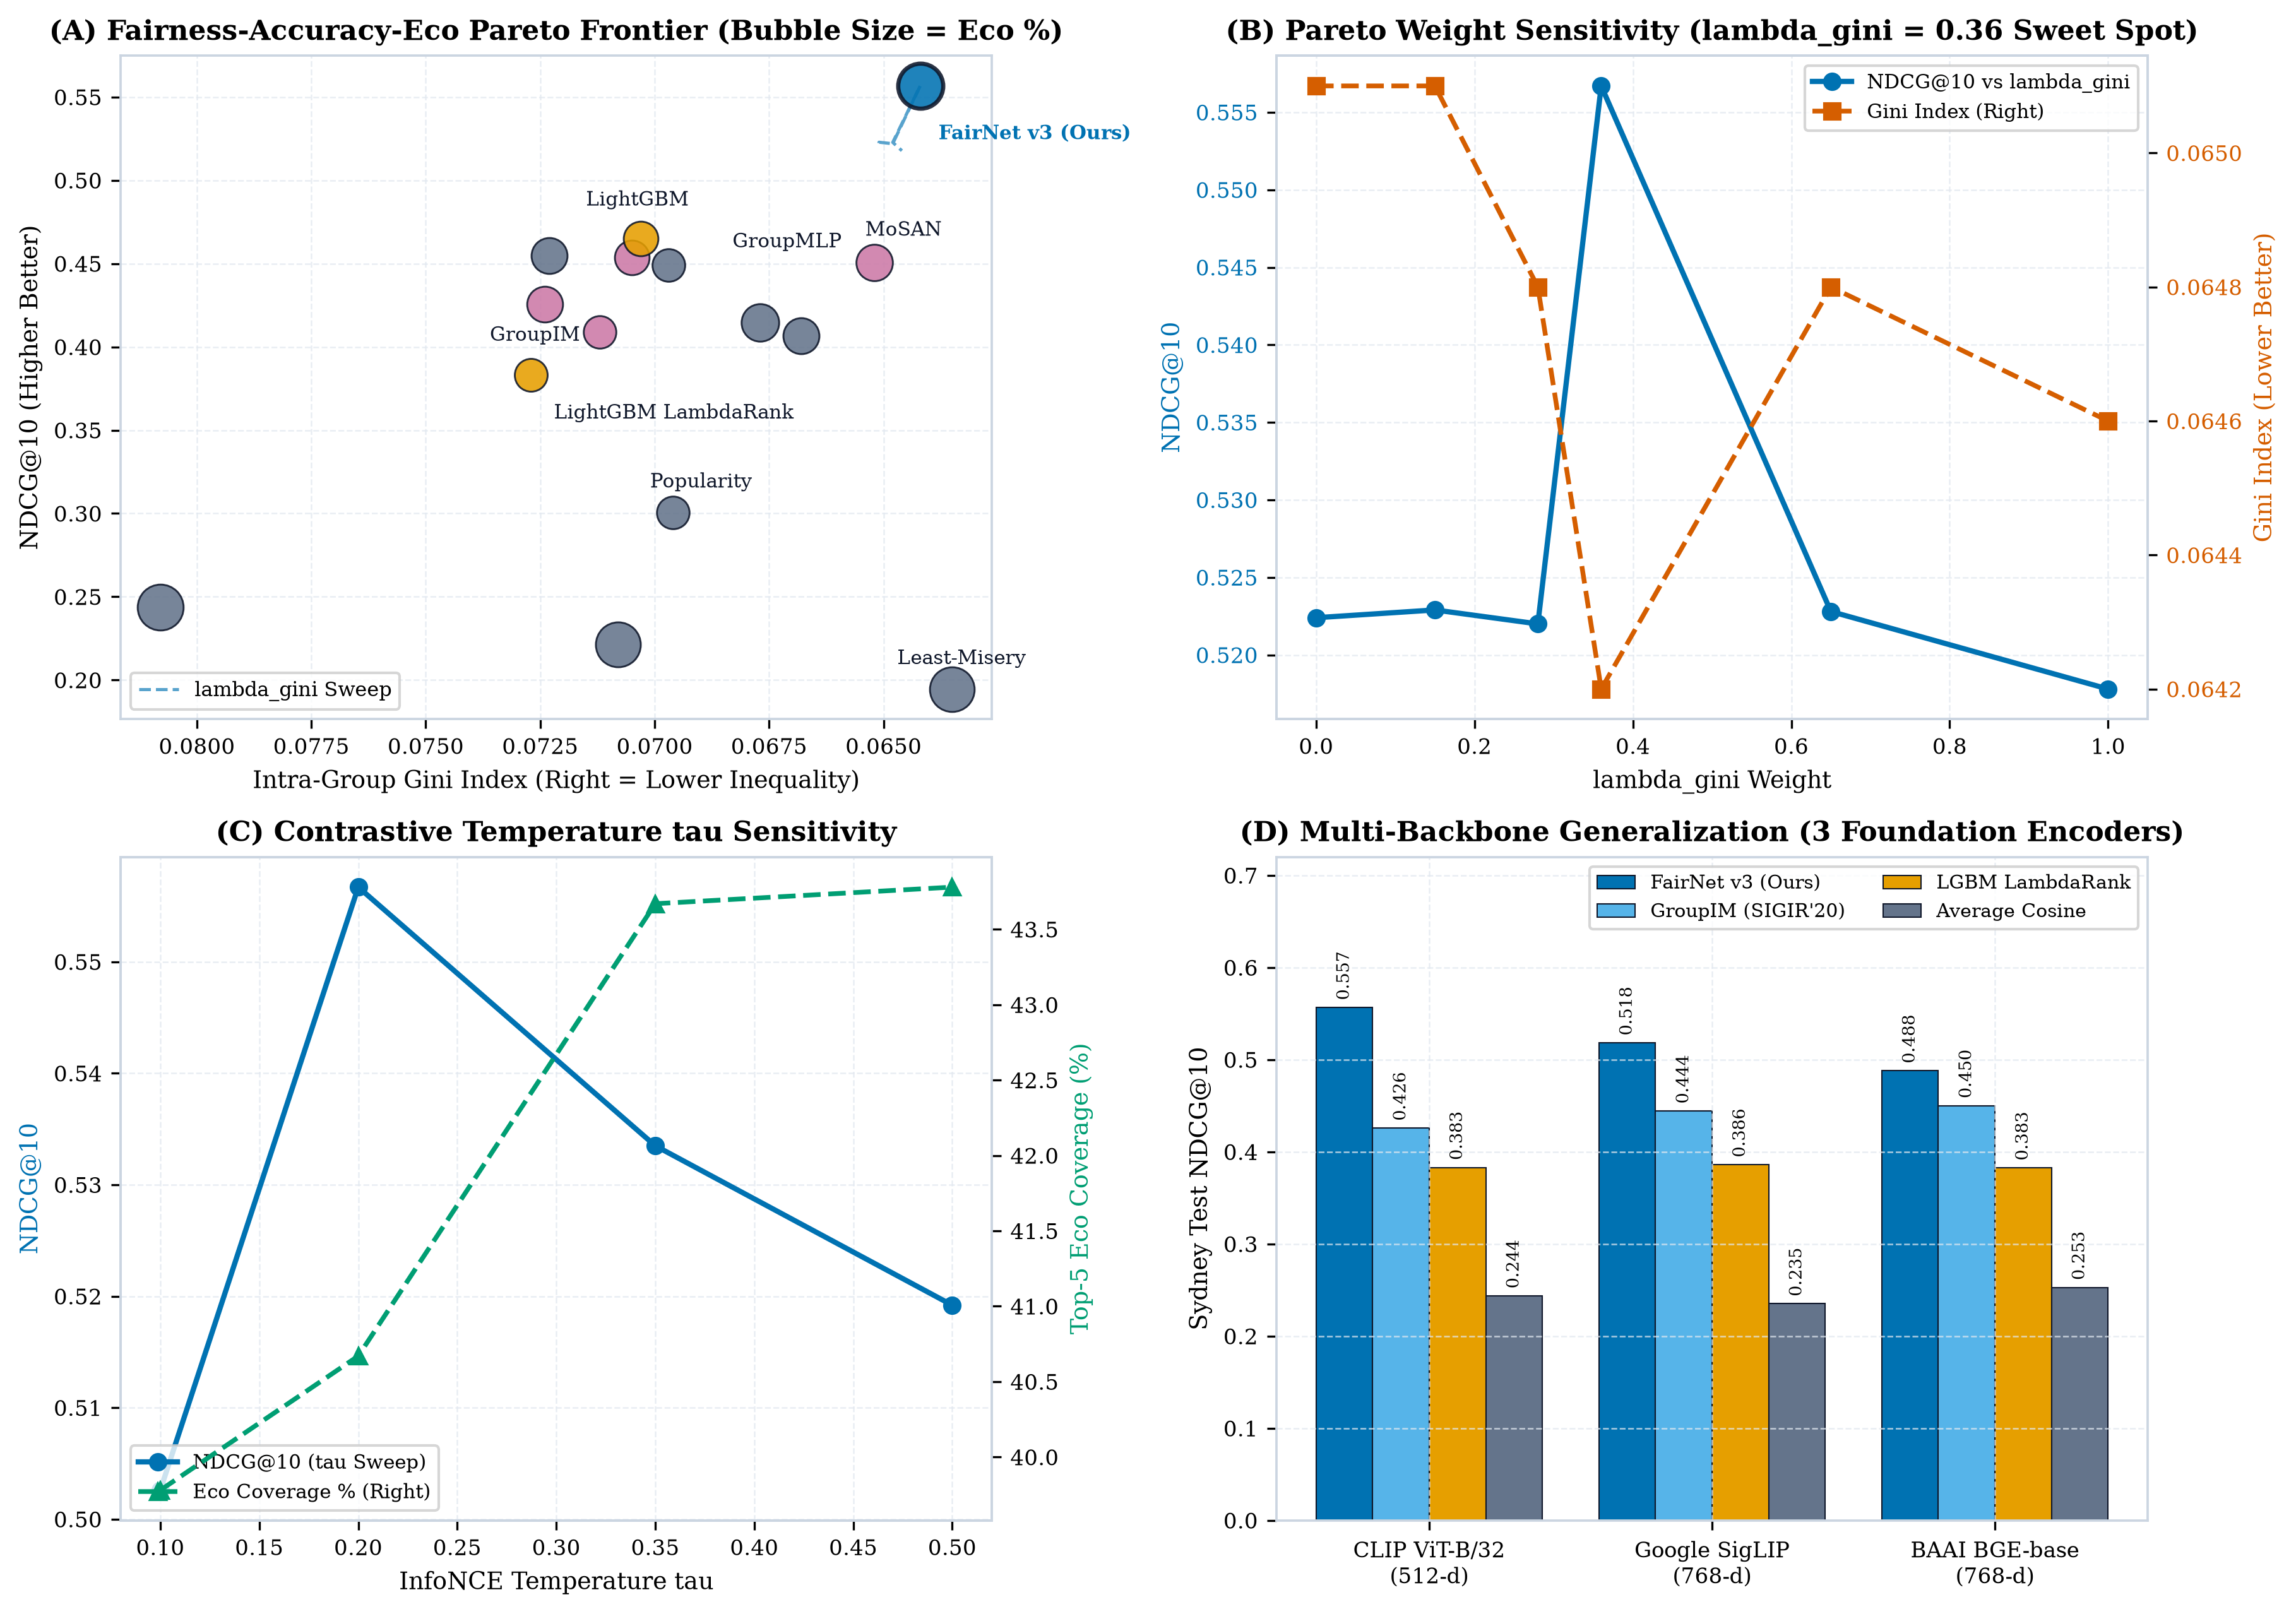 (A) Fairness-Accuracy-Eco Pareto Frontier (Bubble Size = Eco %)
NDCG@10 (Higher Better)
0.55
0.50
0.45
0.40
0.35
0.30
0.25
0.20
FairNet v3 (Ours)
LightGBM
MoSAN
GroupMLP
GroupIM
LightGBM LambdaRank
Popularity
Least-Misery
lambda_gini Sweep
0.0800
0.0775
0.0750
0.0725
0.0700
0.0675
0.0650
Intra-Group Gini Index (Right = Lower Inequality)
(B) Pareto Weight Sensitivity (lambda_gini = 0.36 Sweet Spot)
NDCG@10
0.555
0.550
0.545
0.540
0.535
0.530
0.525
0.520
NDCG@10 vs lambda_gini
Gini Index (Right)
0.0650
0.0648
0.0646
0.0644
0.0642
Gini Index (Lower Better)
0.0
0.2
0.4
0.6
0.8
1.0
lambda_gini Weight
(C) Contrastive Temperature tau Sensitivity
NDCG@10
0.55
0.54
0.53
0.52
0.51
0.50
NDCG@10 (tau Sweep)
Eco Coverage % (Right)
43.5
43.0
42.5
42.0
41.5
41.0
40.5
40.0
Top-5 Eco Coverage (%)
0.10
0.15
0.20
0.25
0.30
0.35
0.40
0.45
0.50
InfoNCE Temperature tau
(D) Multi-Backbone Generalization (3 Foundation Encoders)
Sydney Test NDCG@10
0.7
0.6
0.5
0.4
0.3
0.2
0.1
0.0
FairNet v3 (Ours)
GroupIM (SIGIR'20)
LGBM LambdaRank
Average Cosine
0.557
0.426
0.383
0.244
0.518
0.444
0.386
0.235
0.488
0.450
0.383
0.253
CLIP ViT-B/32
(512-d)
Google SigLIP
(768-d)
BAAI BGE-base
(768-d)